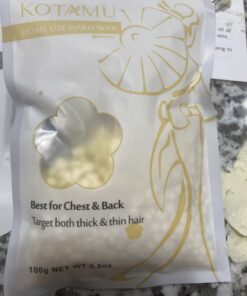 KOTAMU
HOME USE HARD WAX
Best for Chest & Back
Target both thick & thin hair
100g NET WT 3.5oz